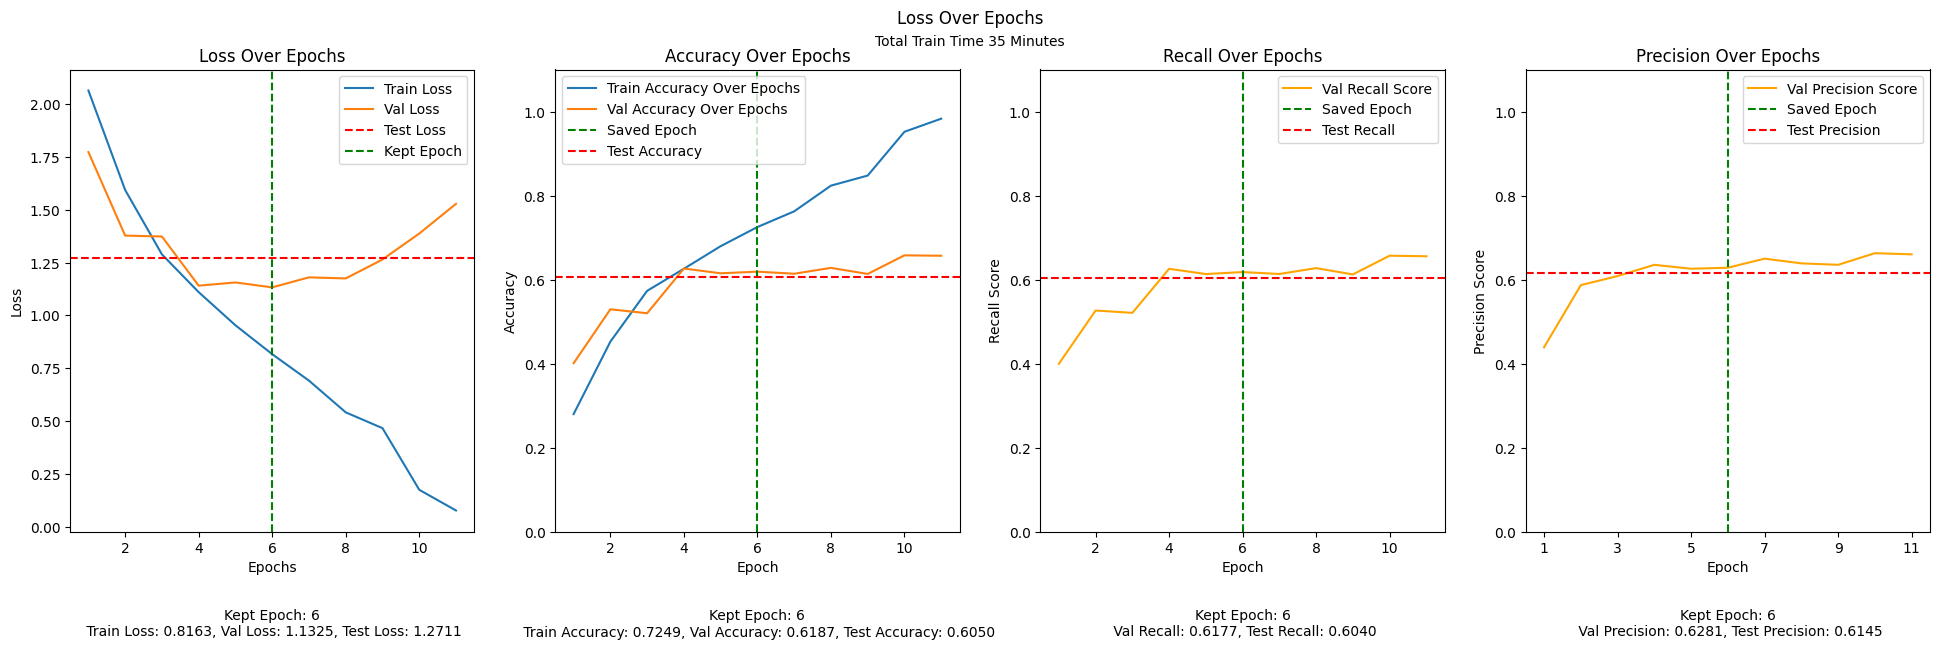 Loss Over Epochs
Total Train Time 35 Minutes
Loss Over Epochs
Train Loss
Val Loss
Test Loss
Kept Epoch
2.00
1.75
1.50
1.25
1.00
0.75
0.50
0.25
0.00
Loss
2 4 6 8 10
Epochs
Kept Epoch: 6
Train Loss: 0.8163, Val Loss: 1.1325, Test Loss: 1.2711
Accuracy Over Epochs
Train Accuracy Over Epochs
Val Accuracy Over Epochs
Saved Epoch
Test Accuracy
1.0
0.8
0.6
0.4
0.2
0.0
Accuracy
2 4 6 8 10
Epoch
Kept Epoch: 6
Train Accuracy: 0.7249, Val Accuracy: 0.6187, Test Accuracy: 0.6050
Recall Over Epochs
Val Recall Score
Saved Epoch
Test Recall
1.0
0.8
0.6
0.4
0.2
0.0
Recall Score
2 4 6 8 10
Epoch
Kept Epoch: 6
Val Recall: 0.6177, Test Recall: 0.6040
Precision Over Epochs
Val Precision Score
Saved Epoch
Test Precision
1.0
0.8
0.6
0.4
0.2
0.0
Precision Score
1 3 5 7 9 11
Epoch
Kept Epoch: 6
Val Precision: 0.6281, Test Precision: 0.6145